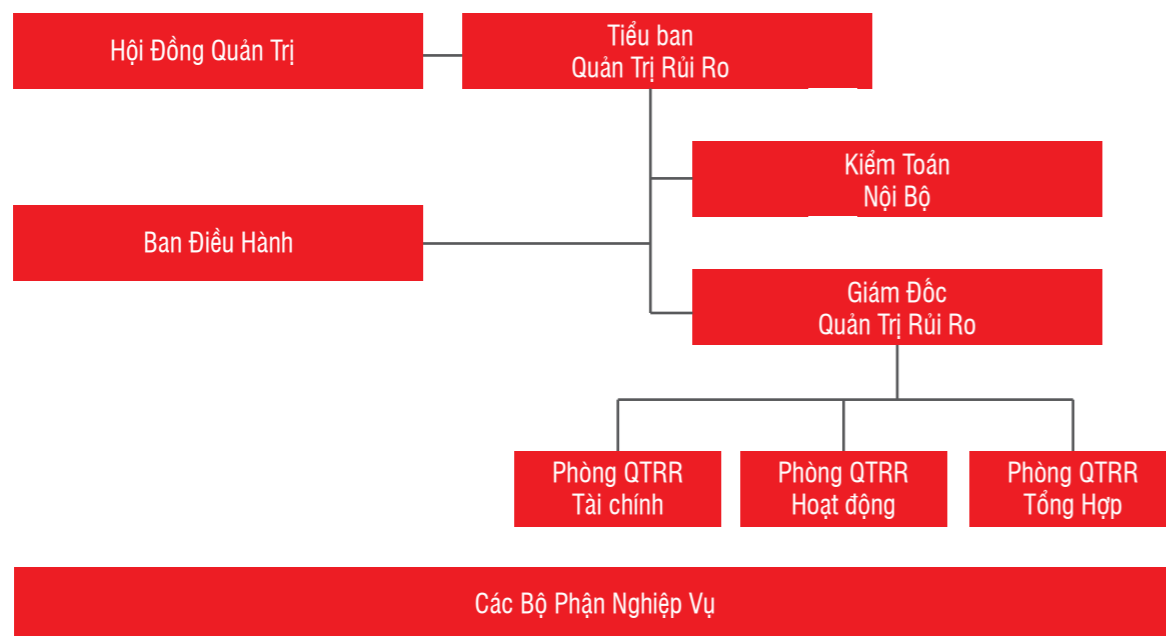 Hội Đồng Quản Trị
Tiểu ban
Quản Trị Rủi Ro
Kiểm Toán
Nội Bộ
Ban Điều Hành
Giám Đốc
Quản Trị Rủi Ro
Phòng QTRR
Tài chính
Phòng QTRR
Hoạt động
Phòng QTRR
Tổng Hợp
Các Bộ Phận Nghiệp Vụ